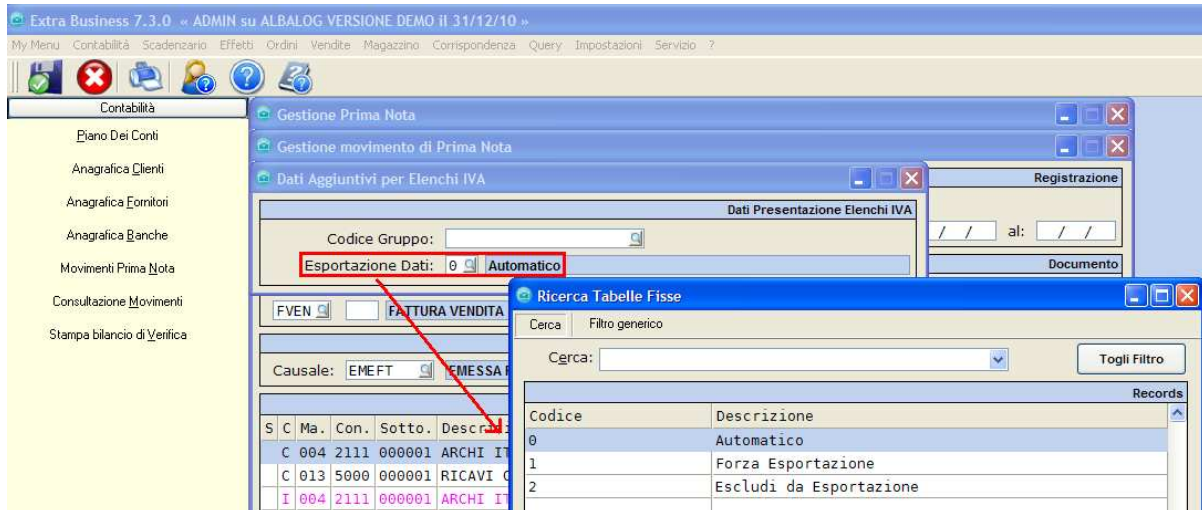 Extra Business 7.3.0 « ADMIN su ALBALOG VERSIONE DEMO il 31/12/10 »
My Menu Contabilità Scadenzario Effetti Ordini Vendite Magazzino Corrispondenza Query Impostazioni Servizio ?
Contabilità
Piano Dei Conti
Anagrafica Clienti
Anagrafica Fornitori
Anagrafica Banche
Movimenti Prima Nota
Consultazione Movimenti
Stampa bilancio di Verifica
Gestione Prima Nota
Gestione movimento di Prima Nota
Dati Aggiuntivi per Elenchi IVA
Registrazione
Dati Presentazione Elenchi IVA
Codice Gruppo:
/ / al: / /
Esportazione Dati: 0 Automatico
Documento
FVEN FATTURA VENDITA
Causale: EMEFT EMESSA
S C Ma. Con. Sotto.
C 004 2111 000001 ARCHI IT
C 013 5000 000001 RICAVI
I 004 2111 000001 ARCHI IT
Ricerca Tabelle Fisse
Cerca Filtro generico
Cerca: Togli Filtro
Records
Codice Descrizione
0 Automatico
1 Forza Esportazione
2 Escludi da Esportazione